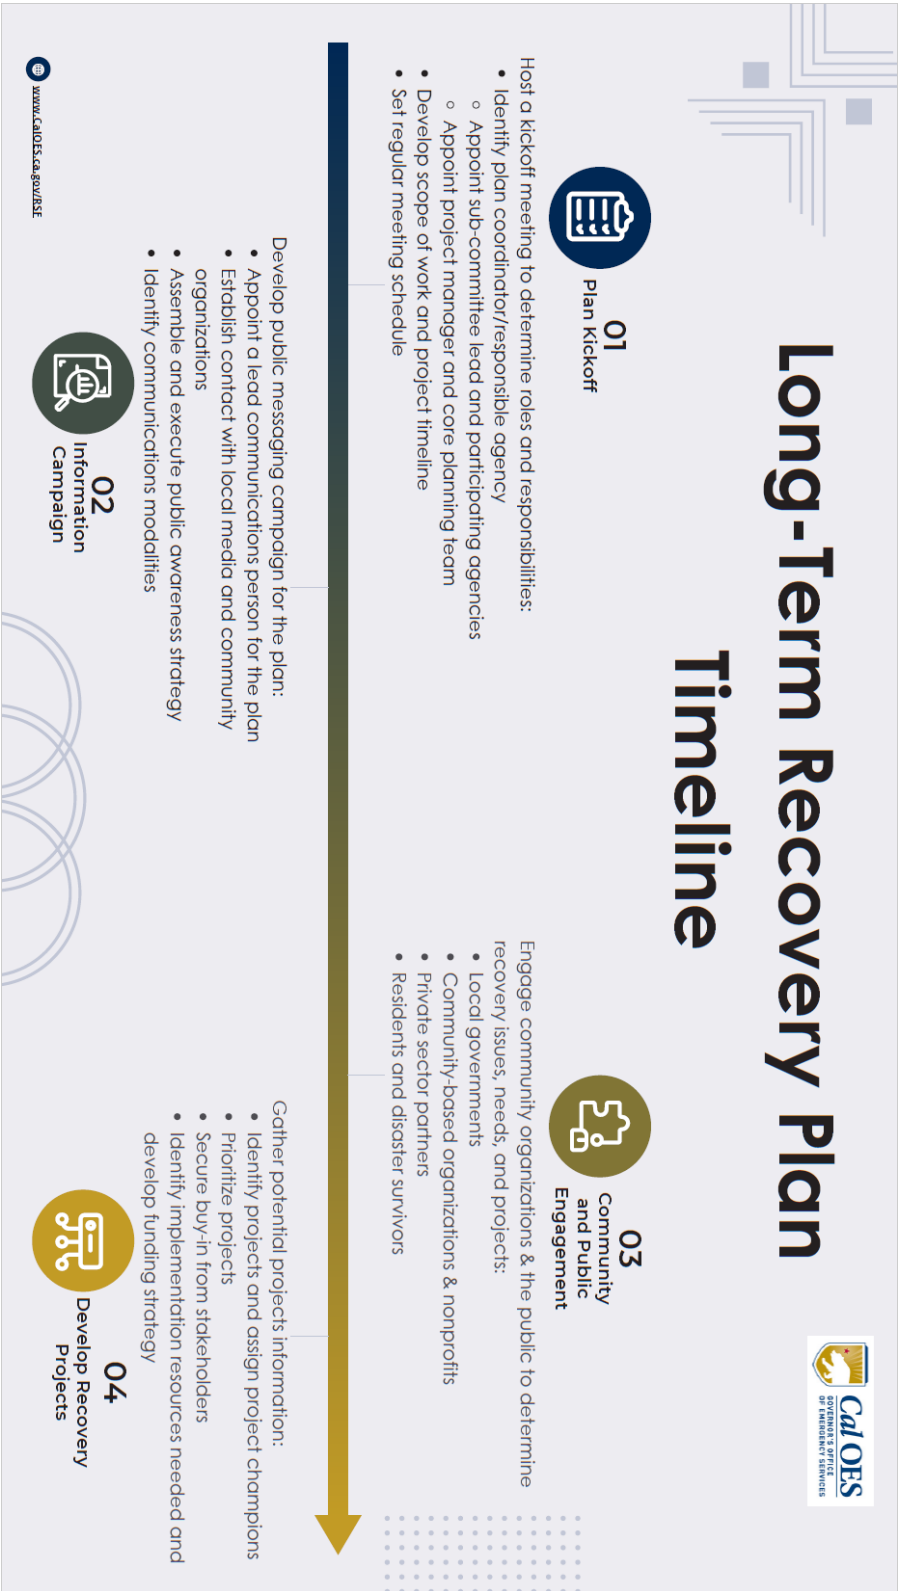 Long-Term Recovery Plan
Timeline
Cal OES
GOVERNOR'S OFFICE
OF EMERGENCY SERVICES
01
Plan Kickoff
Host a kickoff meeting to determine roles and responsibilities:
• Identify plan coordinator/responsible agency
○ Appoint sub-committee lead and participating agencies
○ Appoint project manager and core planning team
• Develop scope of work and project timeline
• Set regular meeting schedule
Develop public messaging campaign for the plan:
• Appoint a lead communications person for the plan
• Establish contact with local media and community
organizations
• Assemble and execute public awareness strategy
• Identify communications modalities
02
Information
Campaign
03
Community
and Public
Engagement
Engage community organizations & the public to determine
recovery issues, needs, and projects:
• Local governments
• Community-based organizations & nonprofits
• Private sector partners
• Residents and disaster survivors
Gather potential projects information:
• Identify projects and assign project champions
• Prioritize projects
• Secure buy-in from stakeholders
• Identify implementation resources needed and
develop funding strategy
04
Develop Recovery
Projects
www.CalOES.ca.gov/RSF